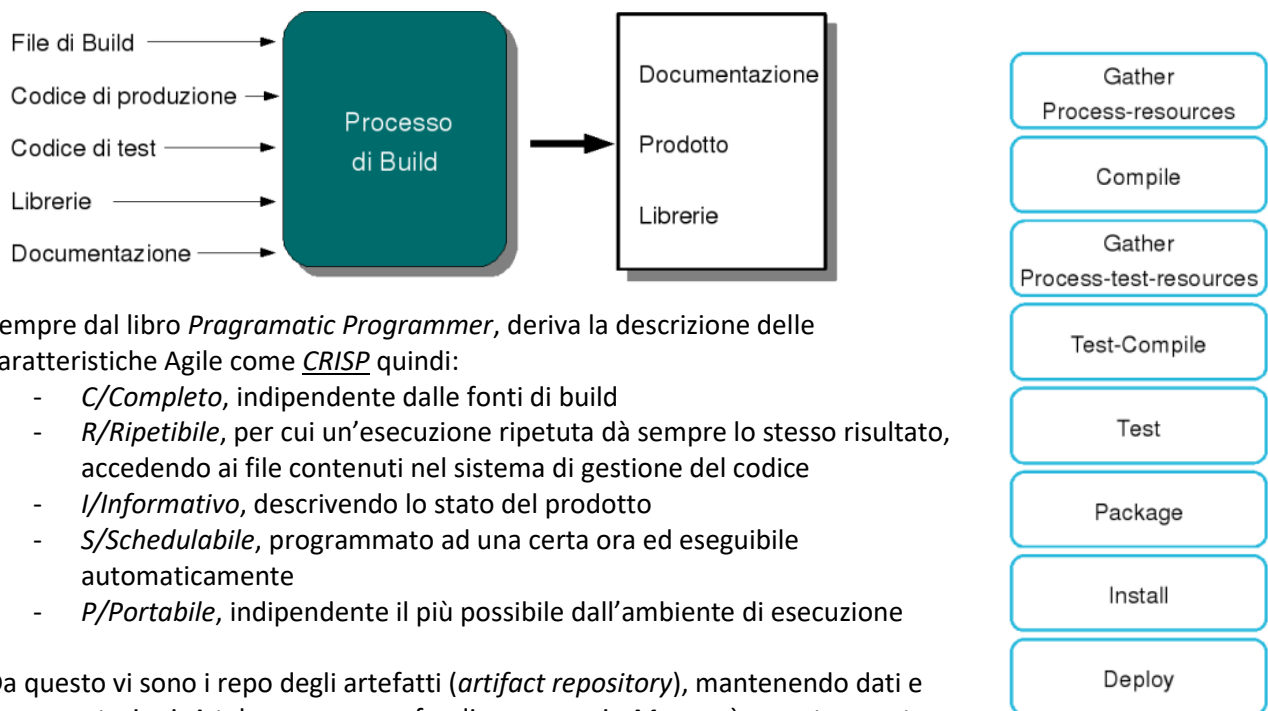 File di Build
Codice di produzione
Codice di test
Librerie
Documentazione
Processo
di Build
Documentazione
Prodotto
Librerie
Gather
Process-resources
Compile
Gather
Process-test-resources
Test-Compile
Test
Package
Install
Deploy
empre dal libro Pragramatic Programmer, deriva la descrizione delle
aratteristiche Agile come CRISP quindi:
- C/Completo, indipendente dalle fonti di build
- R/Ripetibile, per cui un’esecuzione ripetuta dà sempre lo stesso risultato,
accedendo ai file contenuti nel sistema di gestione del codice
- I/Informativo, descrivendo lo stato del prodotto
- S/Schedulabile, programmato ad una certa ora ed eseguibile
automaticamente
- P/Portabile, indipendente il più possibile dall’ambiente di esecuzione
Da questo vi sono i repo degli artefatti (artifact repository), mantenendo dati e